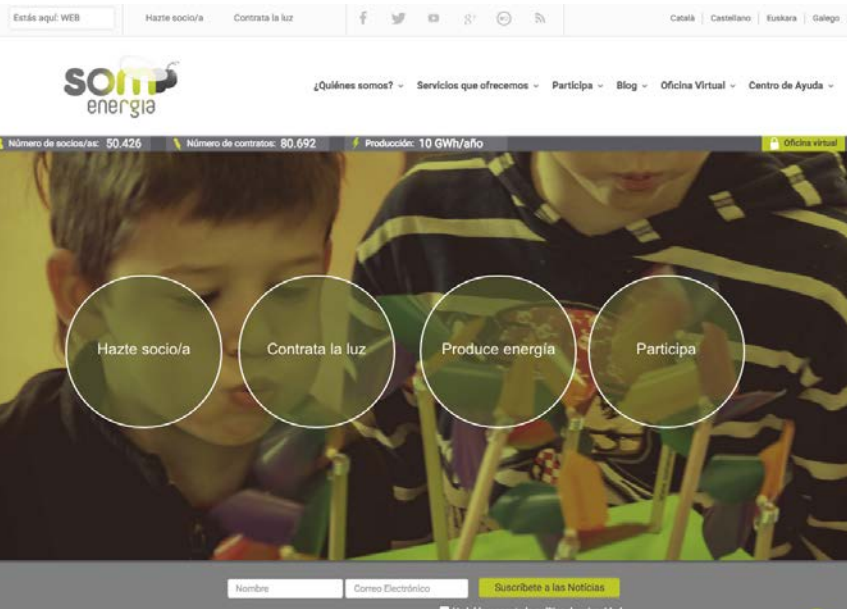 Estás aquí: WEB
Hazte socio/a
Contrata la luz
Català | Castellano | Euskara | Galego
som energia
¿Quiénes somos?
Servicios que ofrecemos
Participa
Blog
Oficina Virtual
Centro de Ayuda
Número de socios/as: 50.426
Número de contratos: 80.692
Producción: 10 GWh/año
Oficina virtual
Hazte socio/a
Contrata la luz
Produce energía
Participa
Nombre
Correo Electrónico
Suscríbete a las Noticias